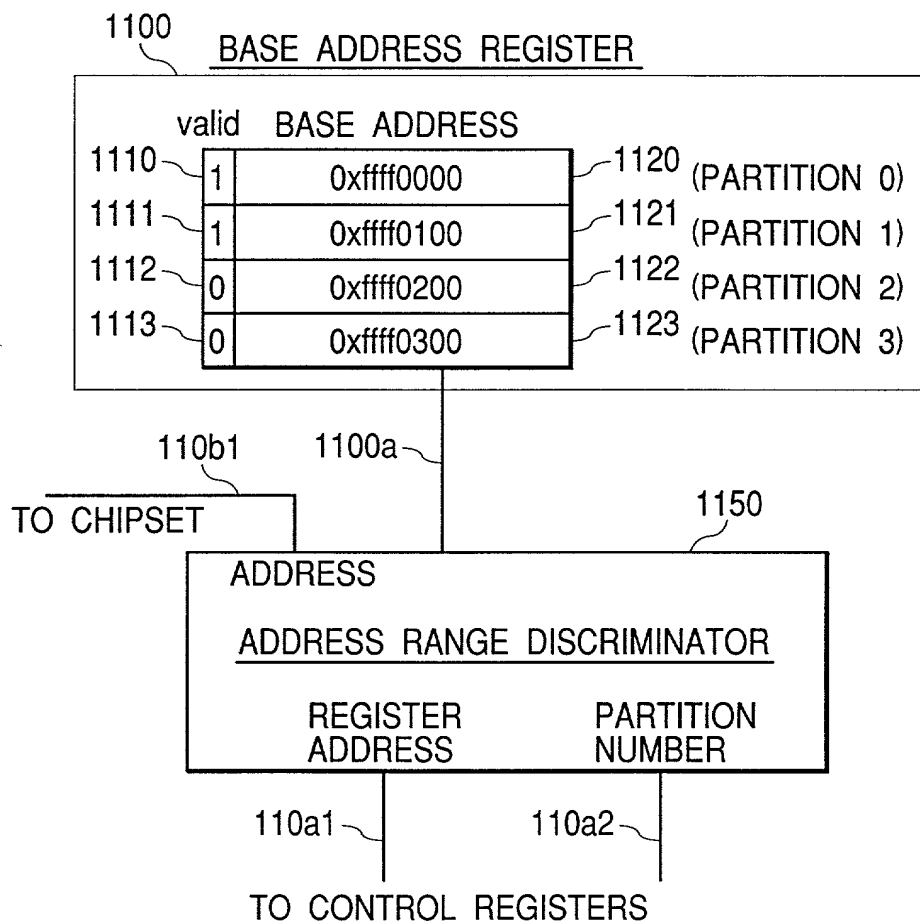 1100
BASE ADDRESS REGISTER
valid BASE ADDRESS
1110 1 0xffff0000 1120 (PARTITION 0)
1111 1 0xffff0100 1121 (PARTITION 1)
1112 0 0xffff0200 1122 (PARTITION 2)
1113 0 0xffff0300 1123 (PARTITION 3)
110b1 1100a
TO CHIPSET
1150
ADDRESS
ADDRESS RANGE DISCRIMINATOR
REGISTER ADDRESS
PARTITION NUMBER
110a1 110a2
TO CONTROL REGISTERS